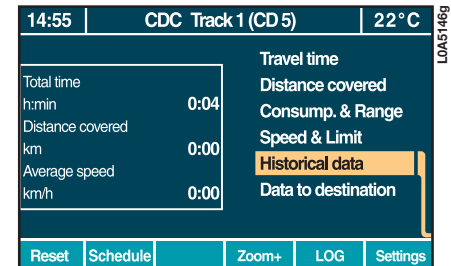 14:55 CDC Track 1 (CD 5) 22°C
Total time
h:min 0:04
Distance covered
km 0:00
Average speed
km/h 0:00
Travel time
Distance covered
Consump. & Range
Speed & Limit
Historical data
Data to destination
Reset Schedule Zoom+ LOG Settings
L0A5146g